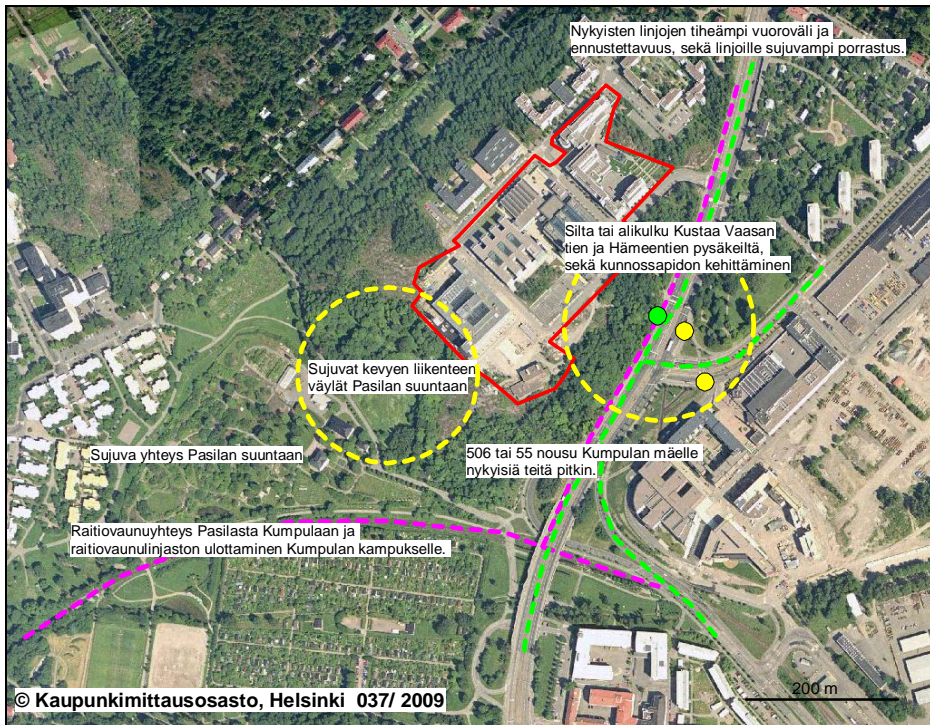 Nykyisten linjojen tiheämpi vuoroväli ja
ennustettavuus, sekä linjoille sujuvampi porrastus.
Silta tai alikulku Kustaa Vaasan
tien ja Hämeentien pysäkeiltä,
sekä kunnossapidon kehittäminen
Sujuvat kevyen liikenteen
väylät Pasilan suuntaan
Sujuva yhteys Pasilan suuntaan
506 tai 55 nousu Kumpulan mäelle
nykyisiä teitä pitkin.
Raitiovaunuyhteys Pasilasta Kumpulaan ja
raitiovaunulinjaston ulottaminen Kumpulan kampukselle.
200 m
© Kaupunkimittausosasto, Helsinki 037/ 2009